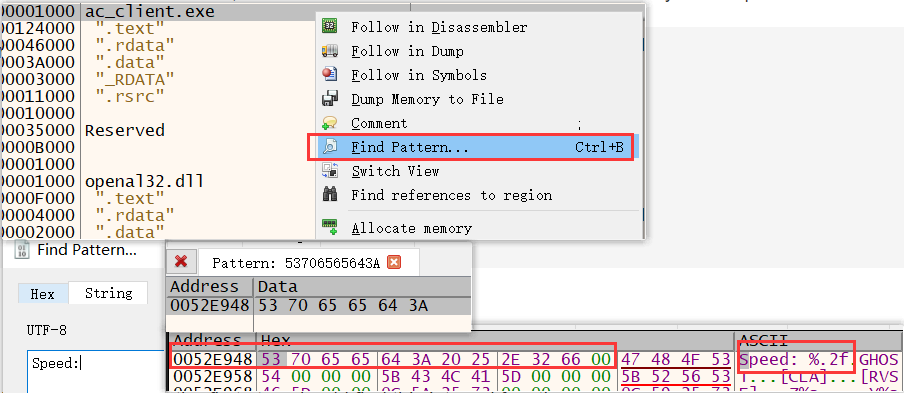 00001000 ac_client.exe
00124000 ".text"
00046000 ".rdata"
0003A000 ".data"
00003000 "_RDATA"
00011000 ".rsrc"
00010000
00035000 Reserved
0000B000
00001000
00001000 openal32.dll
0000F000 ".text"
00004000 ".rdata"
00002000 ".data"
Follow in Disassembler
Follow in Dump
Follow in Symbols
Dump Memory to File
Comment ;
Find Pattern... Ctrl+B
Switch View
Find references to region
Allocate memory
Find Pattern...
Hex String
UTF-8
Speed:
Pattern: 53706565643A
Address Data
0052E948 53 70 65 65 64 3A
Address Hex ASCII
0052E948 53 70 65 65 64 3A 20 25 2E 32 66 00 47 48 4F 53 Speed: %.2f.GHOS
0052E958 54 00 00 00 5B 43 4C 41 5D 00 00 00 5B 52 56 53 T...[CLA]...[RVS